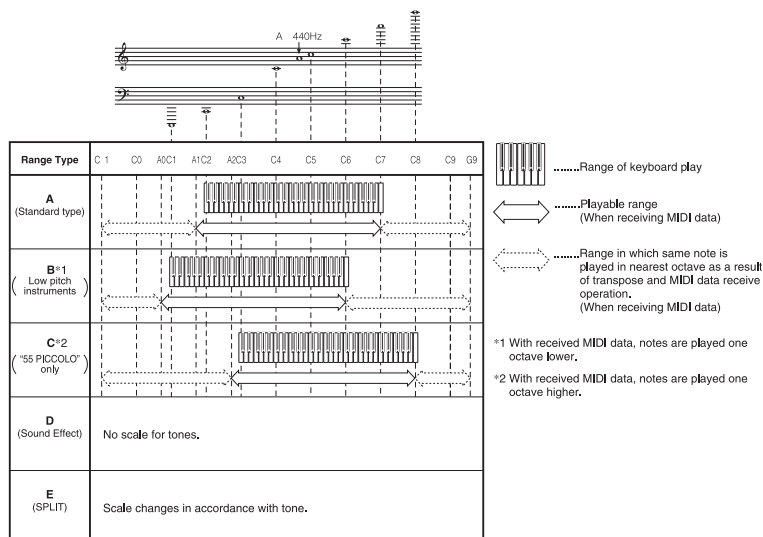 A 440Hz
Range Type
C 1 C0 A0C1 A1C2 A2C3 C4 C5 C6 C7 C8 C9 G9
A
(Standard type)
B*1
(Low pitch
instruments)
C*2
("55 PICCOLO"
only)
D
(Sound Effect)
No scale for tones.
E
(SPLIT)
Scale changes in accordance with tone.
.......Range of keyboard play
.......Playable range
(When receiving MIDI data)
.......Range in which same note is
played in nearest octave as a result
of transpose and MIDI data receive
operation.
(When receiving MIDI data)
*1 With received MIDI data, notes are played one
octave lower.
*2 With received MIDI data, notes are played one
octave higher.